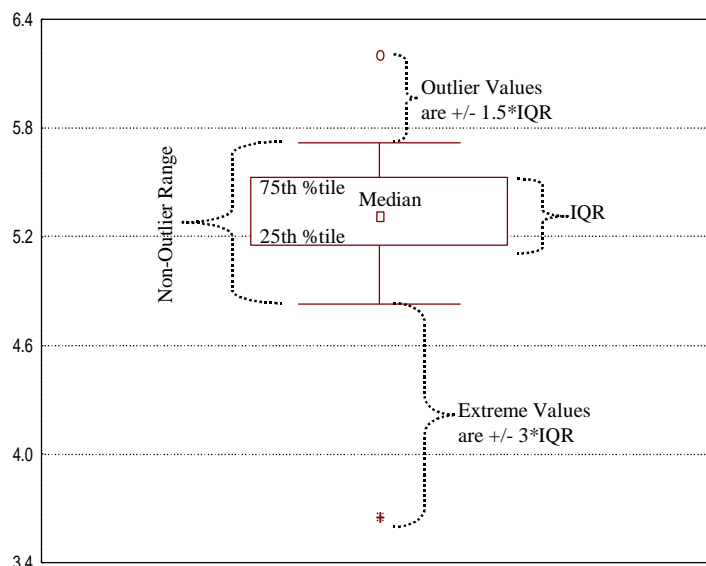 6.4
Outlier Values
are +/- 1.5*IQR
5.8
75th %tile
Median
Non-Outlier Range
IQR
5.2
25th %tile
4.6
Extreme Values
are +/- 3*IQR
4.0
3.4